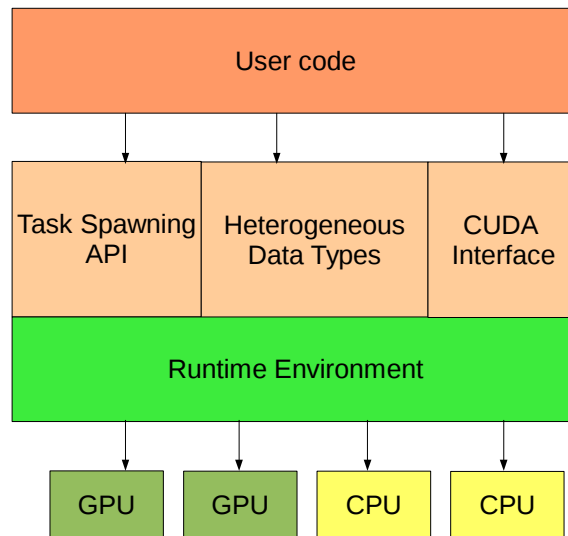 User code
Task Spawning
API
Heterogeneous
Data Types
CUDA
Interface
Runtime Environment
GPU
GPU
CPU
CPU